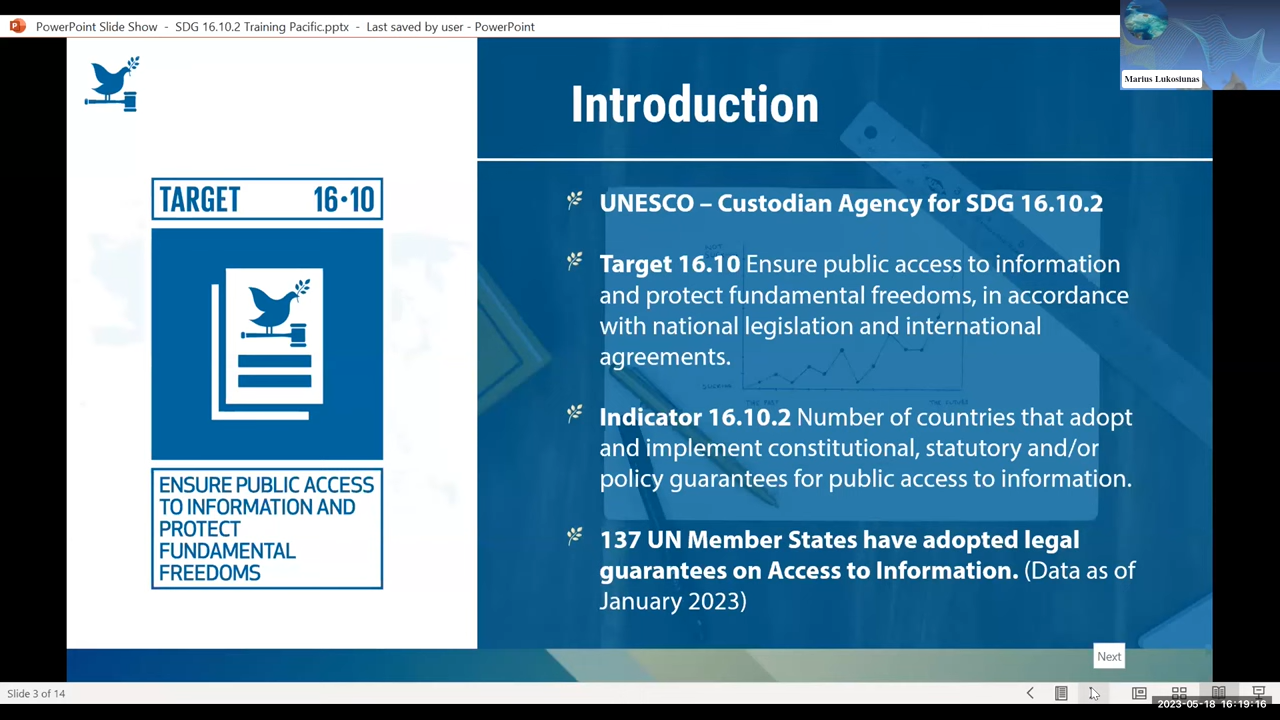 PowerPoint Slide Show - SDG 16.10.2 Training Pacific.pptx - Last saved by user - PowerPoint
Marius Lukosiunas
Introduction
TARGET 16•10
ENSURE PUBLIC ACCESS
TO INFORMATION AND
PROTECT
FUNDAMENTAL
FREEDOMS
UNESCO – Custodian Agency for SDG 16.10.2
Target 16.10 Ensure public access to information
and protect fundamental freedoms, in accordance
with national legislation and international
agreements.
Indicator 16.10.2 Number of countries that adopt
and implement constitutional, statutory and/or
policy guarantees for public access to information.
137 UN Member States have adopted legal
guarantees on Access to Information. (Data as of
January 2023)
Next
Slide 3 of 14
2023-05-18 16:19:16